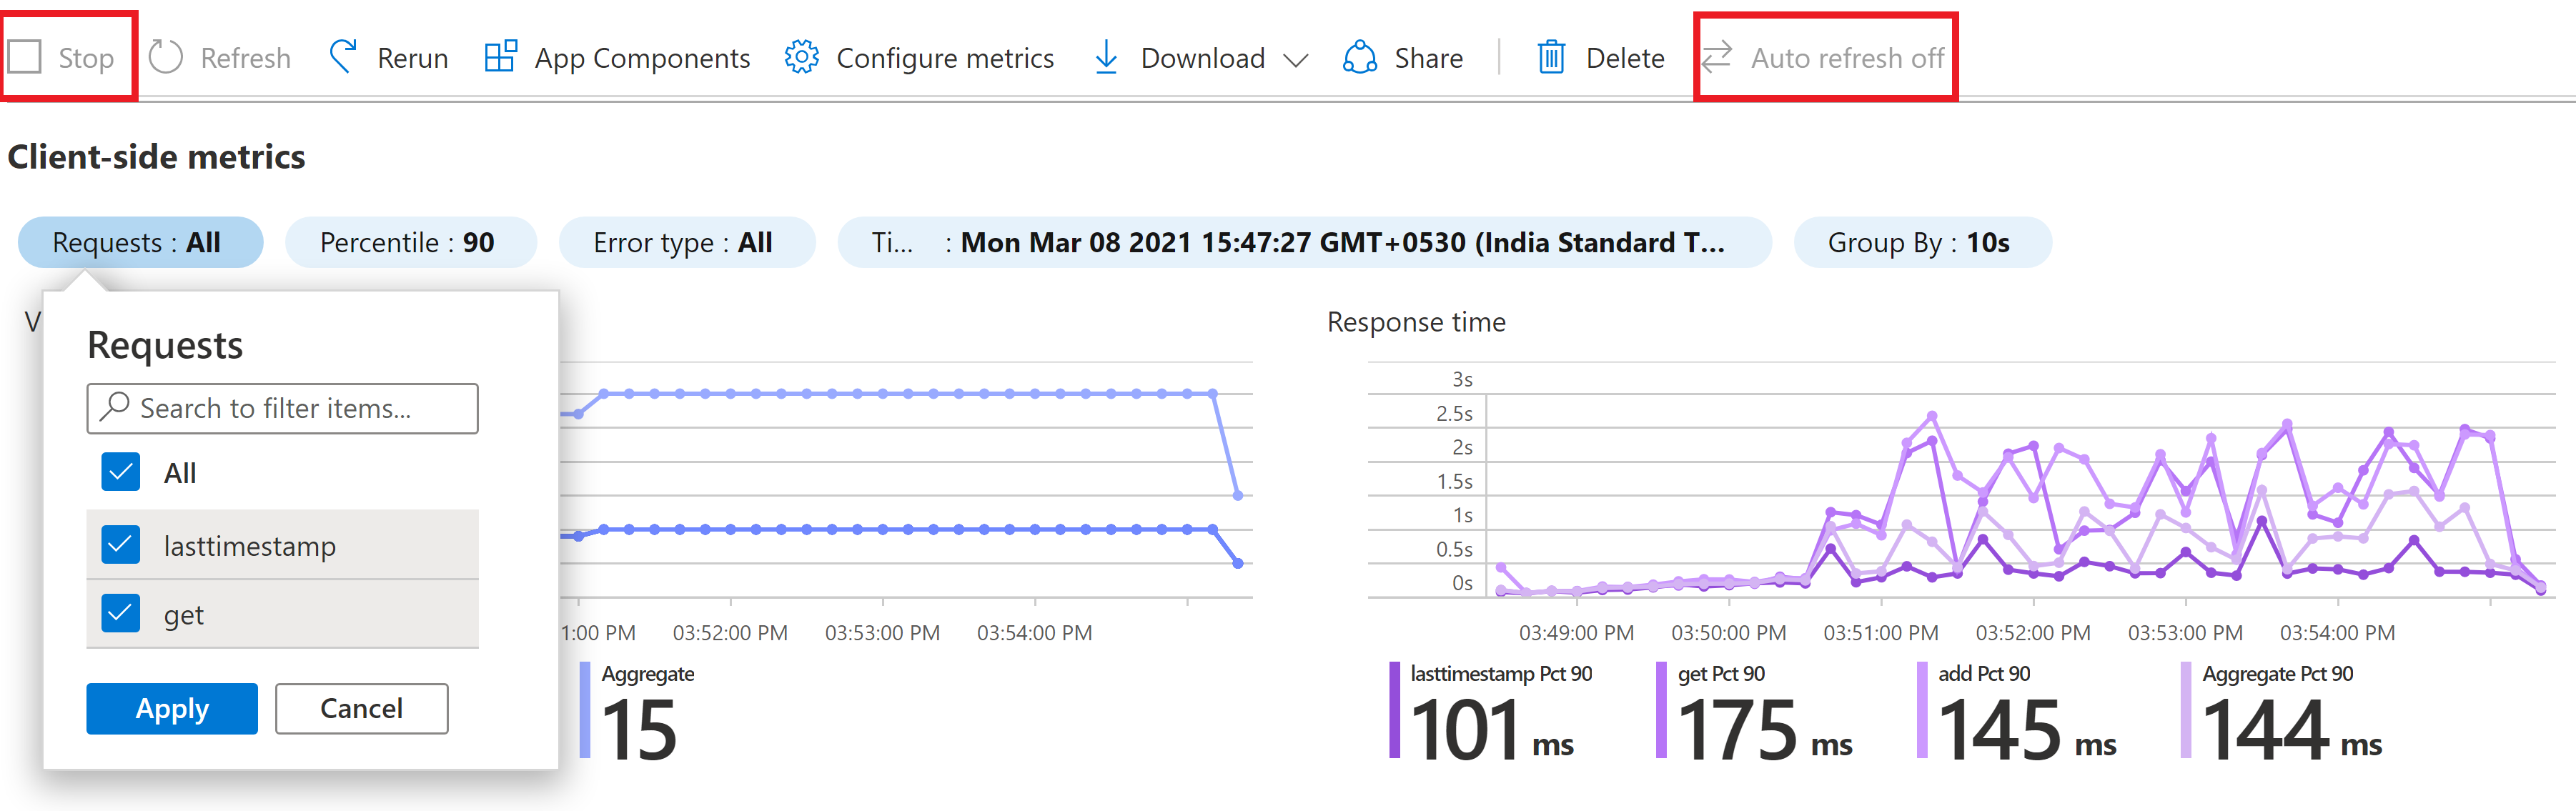 Stop Refresh Rerun App Components Configure metrics Download Share Delete Auto refresh off
Client-side metrics
Requests : All Percentile : 90 Error type : All Ti... : Mon Mar 08 2021 15:47:27 GMT+0530 (India Standard T... Group By : 10s
V
Requests
Search to filter items...
All
lasttimestamp
get
Apply Cancel
1:00 PM 03:52:00 PM 03:53:00 PM 03:54:00 PM
Aggregate
15
Response time
3s
2.5s
2s
1.5s
1s
0.5s
0s
03:49:00 PM 03:50:00 PM 03:51:00 PM 03:52:00 PM 03:53:00 PM 03:54:00 PM
lasttimestamp Pct 90 get Pct 90 add Pct 90 Aggregate Pct 90
101 ms 175 ms 145 ms 144 ms